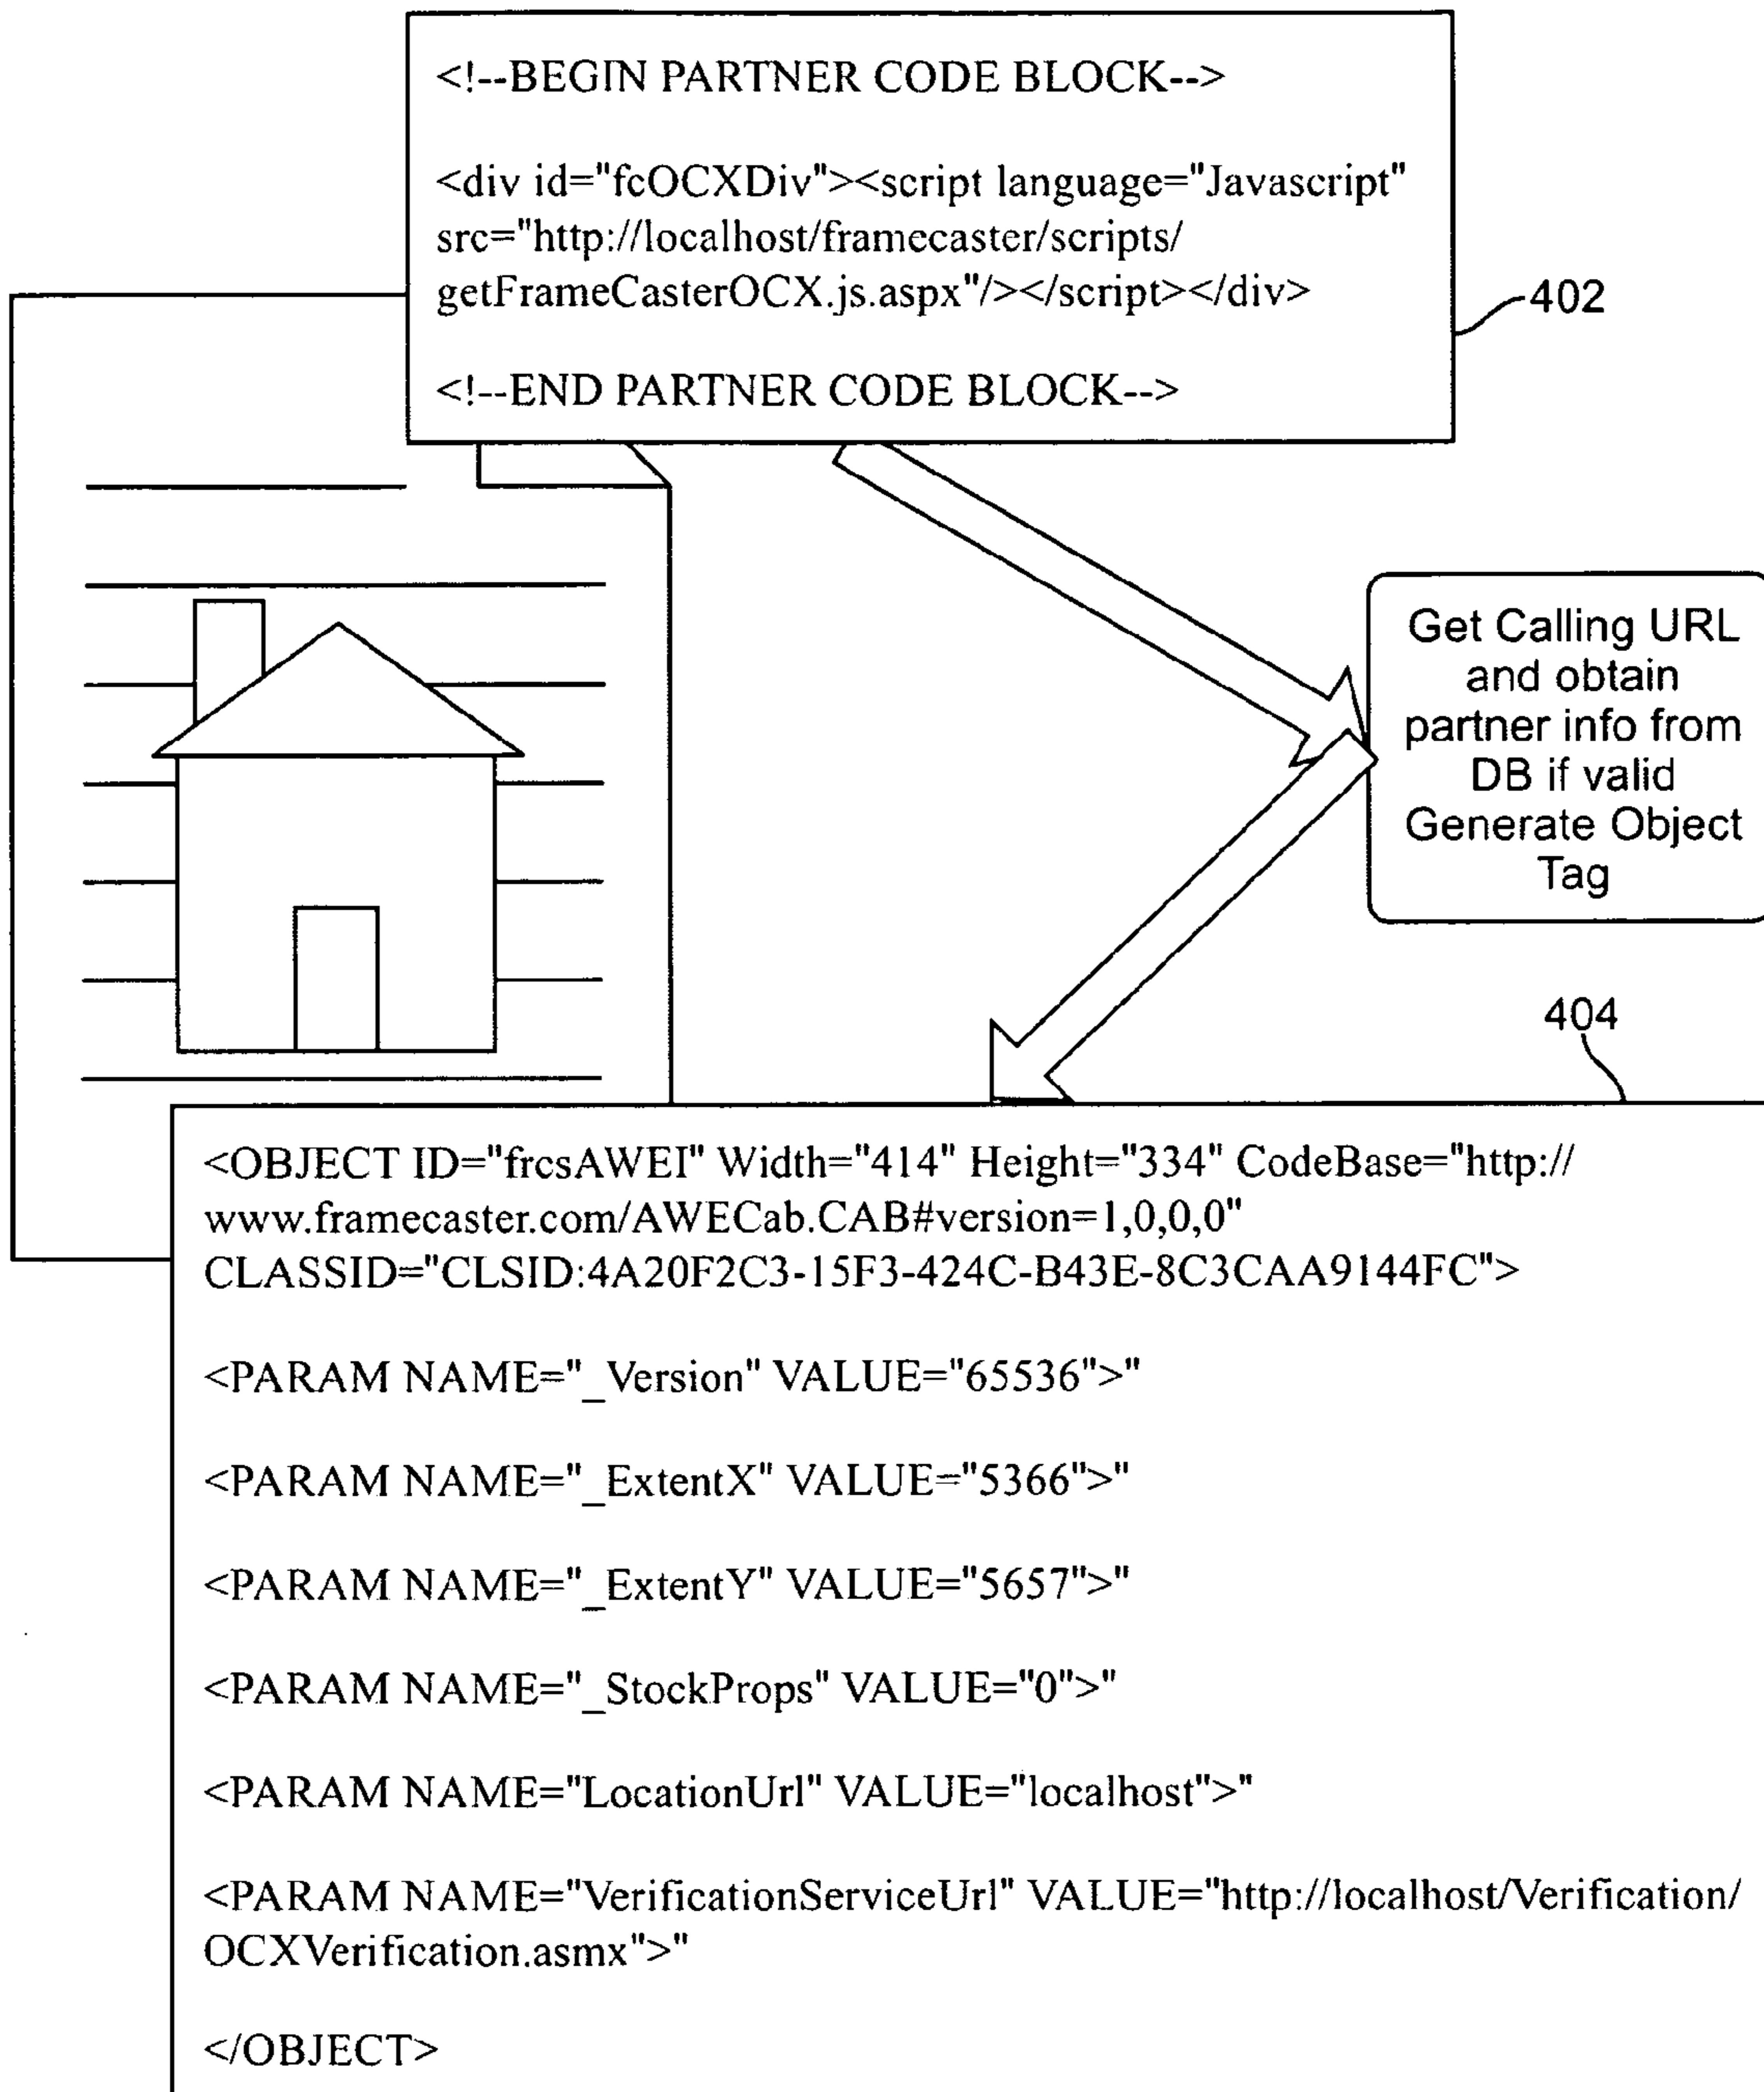 <!--BEGIN PARTNER CODE BLOCK-->
<div id="fcOCXDiv"><script language="Javascript"
src="http://localhost/framecaster/scripts/
getFrameCasterOCX.js.aspx"/></script></div>
<!--END PARTNER CODE BLOCK-->
402
Get Calling URL
and obtain
partner info from
DB if valid
Generate Object
Tag
404
<OBJECT ID="frcsAWEI" Width="414" Height="334" CodeBase="http://
www.framecaster.com/AWECab.CAB#version=1,0,0,0"
CLASSID="CLSID:4A20F2C3-15F3-424C-B43E-8C3CAA9144FC">
<PARAM NAME="_Version" VALUE="65536">"
<PARAM NAME="_ExtentX" VALUE="5366">"
<PARAM NAME="_ExtentY" VALUE="5657">"
<PARAM NAME="_StockProps" VALUE="0">"
<PARAM NAME="LocationUrl" VALUE="localhost">"
<PARAM NAME="VerificationServiceUrl" VALUE="http://localhost/Verification/
OCXVerification.asmx">"
</OBJECT>